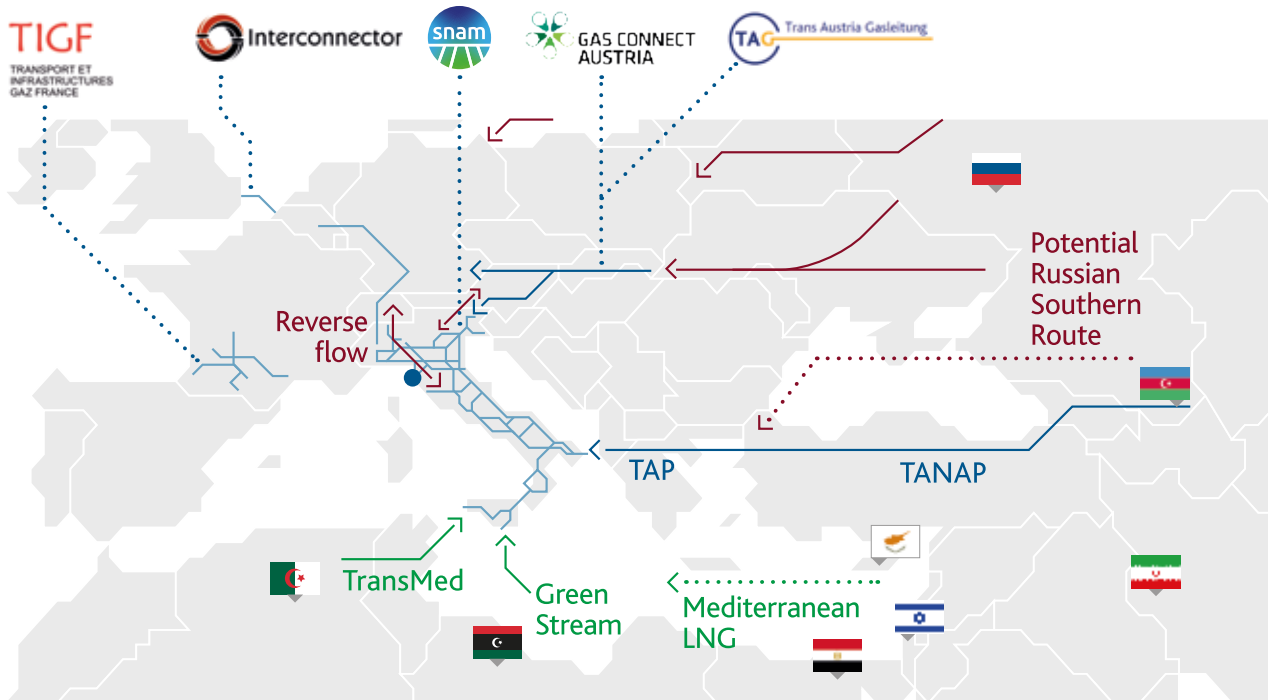 TIGF
TRANSPORT ET
INFRASTRUCTURES
GAZ FRANCE
Interconnector
snam
GAS CONNECT
AUSTRIA
TAG
Trans Austria Gasleitung
Potential
Russian
Southern
Route
Reverse
flow
TAP
TANAP
TransMed
Green
Stream
Mediterranean
LNG